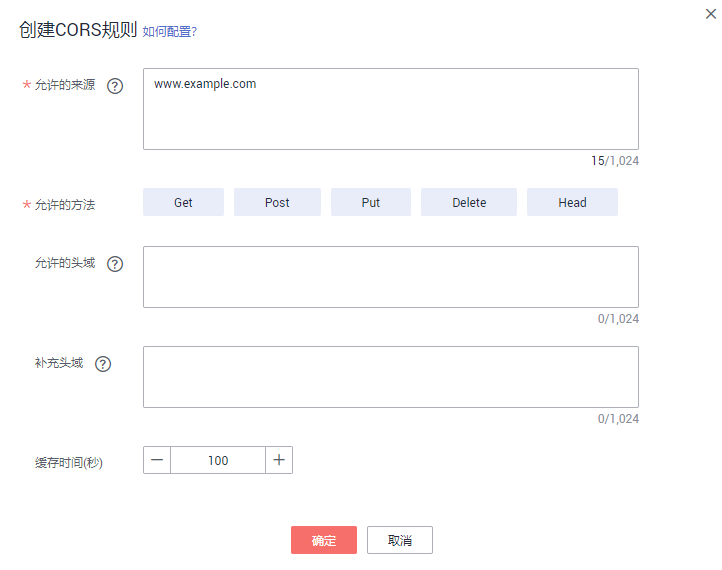 创建CORS规则 如何配置?
* 允许的来源 ?
www.example.com
15/1,024
* 允许的方法 Get Post Put Delete Head
允许的头域 ?
0/1,024
补充头域 ?
0/1,024
缓存时间(秒) − 100 +
确定 取消